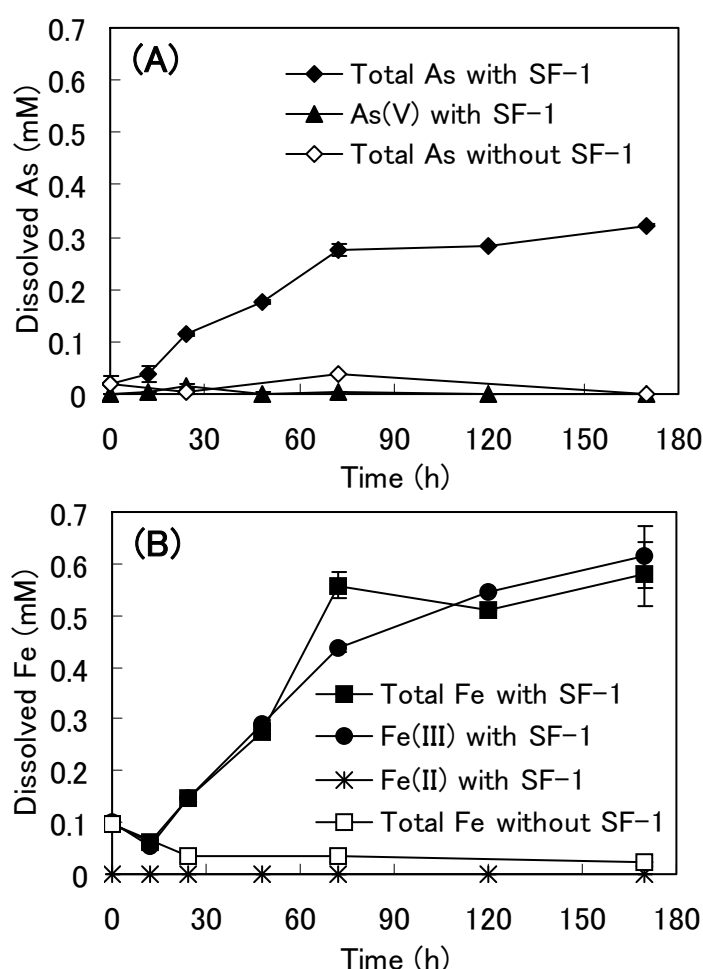 (A)
0.7
0.6
0.5
0.4
0.3
0.2
0.1
0
Dissolved As (mM)
Total As with SF-1
As(V) with SF-1
Total As without SF-1
0 30 60 90 120 150 180
Time (h)
(B)
0.7
0.6
0.5
0.4
0.3
0.2
0.1
0
Dissolved Fe (mM)
Total Fe with SF-1
Fe(III) with SF-1
Fe(II) with SF-1
Total Fe without SF-1
0 30 60 90 120 150 180
Time (h)